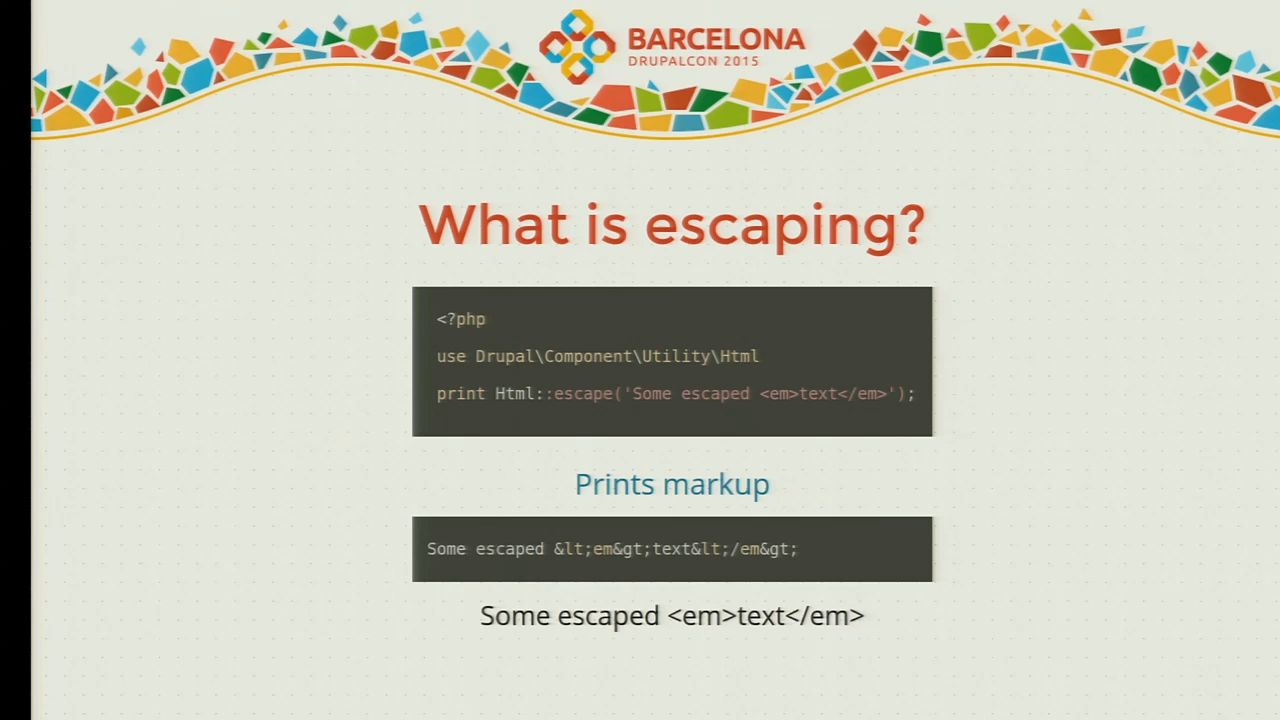 BARCELONA
DRUPALCON 2015
What is escaping?
<?php
use Drupal\Component\Utility\Html
print Html::escape('Some escaped <em>text</em>');
Prints markup
Some escaped &lt;em&gt;text&lt;/em&gt;
Some escaped <em>text</em>